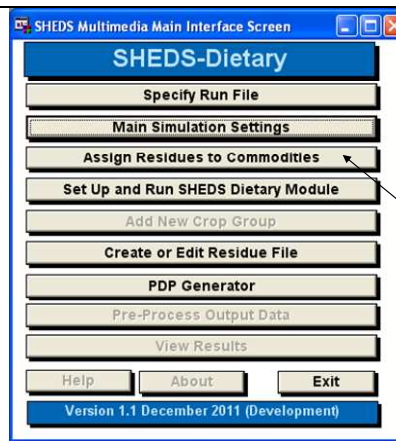 SHEDS Multimedia Main Interface Screen
SHEDS-Dietary
Specify Run File
Main Simulation Settings
Assign Residues to Commodities
Set Up and Run SHEDS Dietary Module
Add New Crop Group
Create or Edit Residue File
PDP Generator
Pre-Process Output Data
View Results
Help About Exit
Version 1.1 December 2011 (Development)